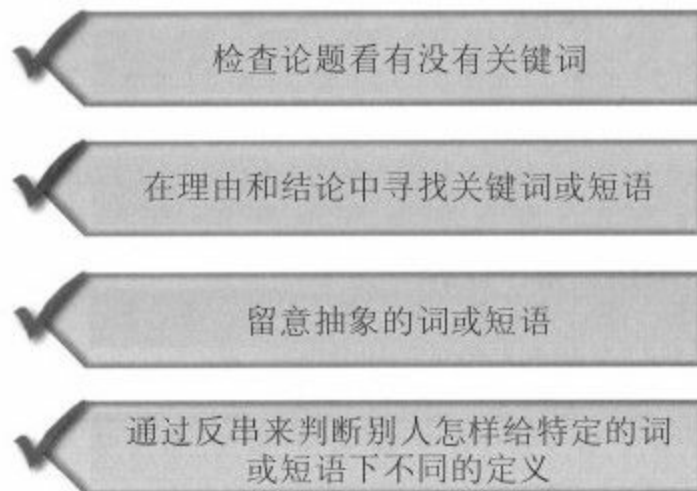 检查论题看有没有关键词
在理由和结论中寻找关键词或短语
留意抽象的词或短语
通过反串来判断别人怎样给特定的词
或短语下不同的定义